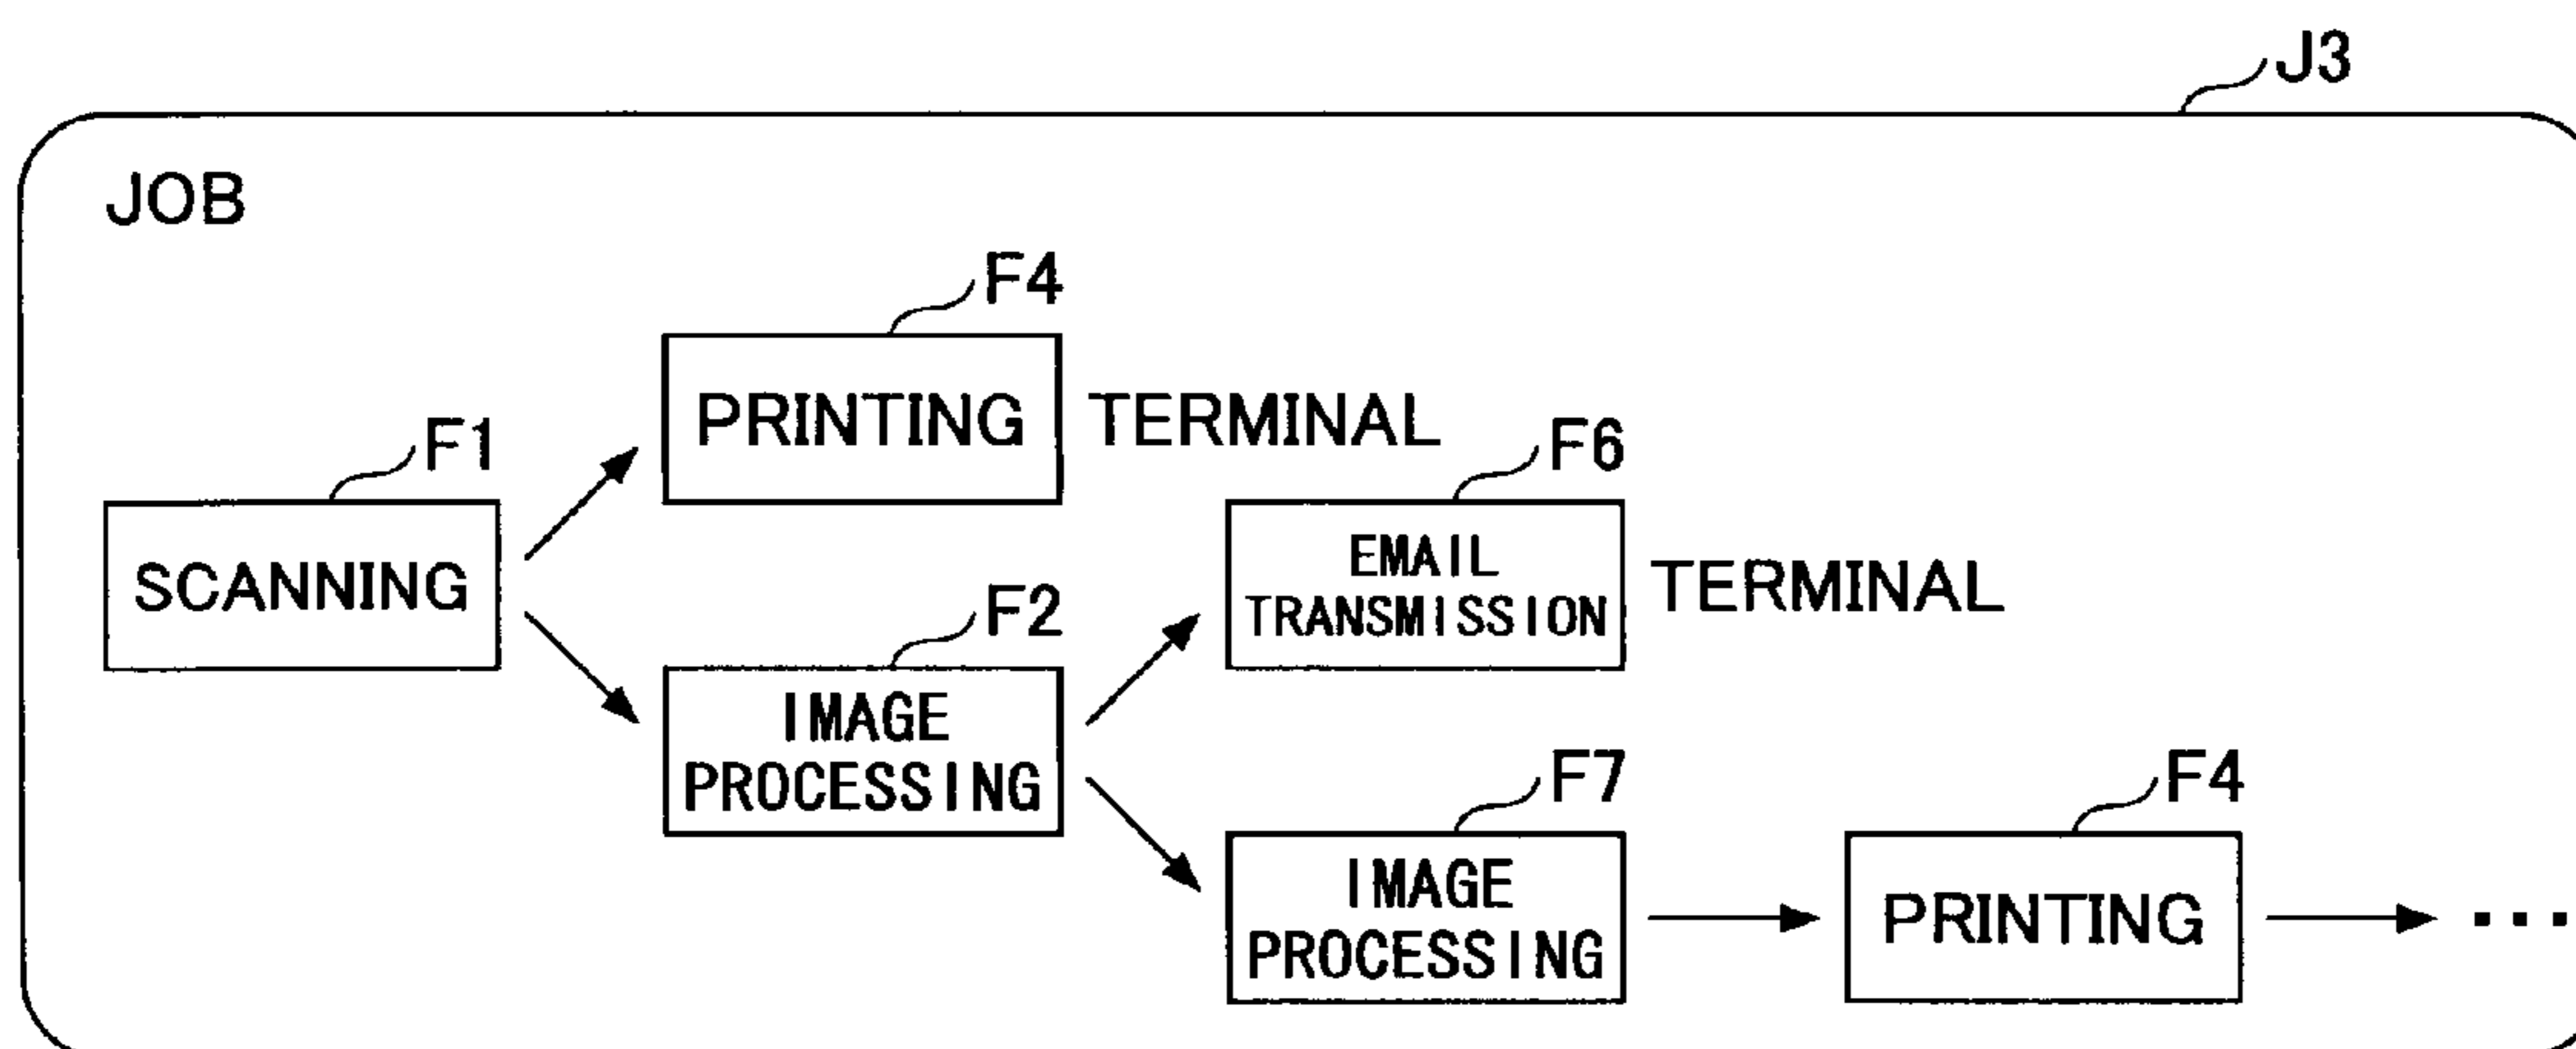 J3
JOB
F4
PRINTING TERMINAL
F1
SCANNING
F6
EMAIL
TRANSMISSION
TERMINAL
F2
IMAGE
PROCESSING
F7
IMAGE
PROCESSING
F4
PRINTING
...